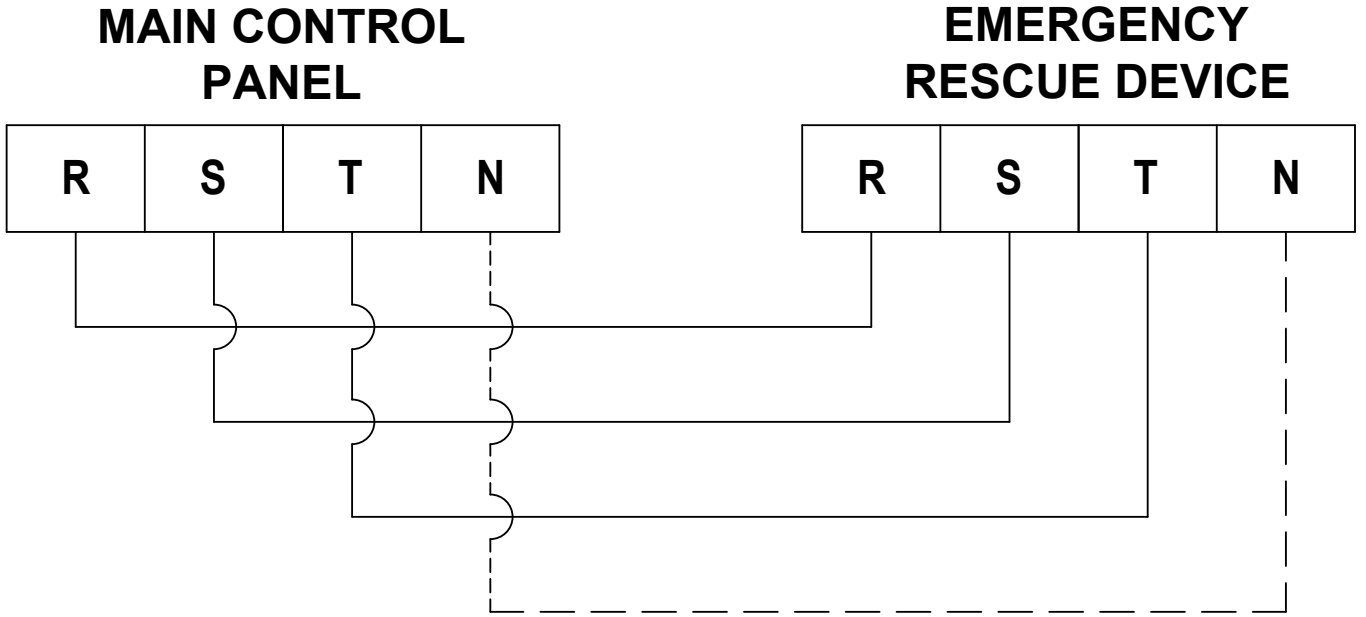 MAIN CONTROL
PANEL
EMERGENCY
RESCUE DEVICE
R S T N
R S T N